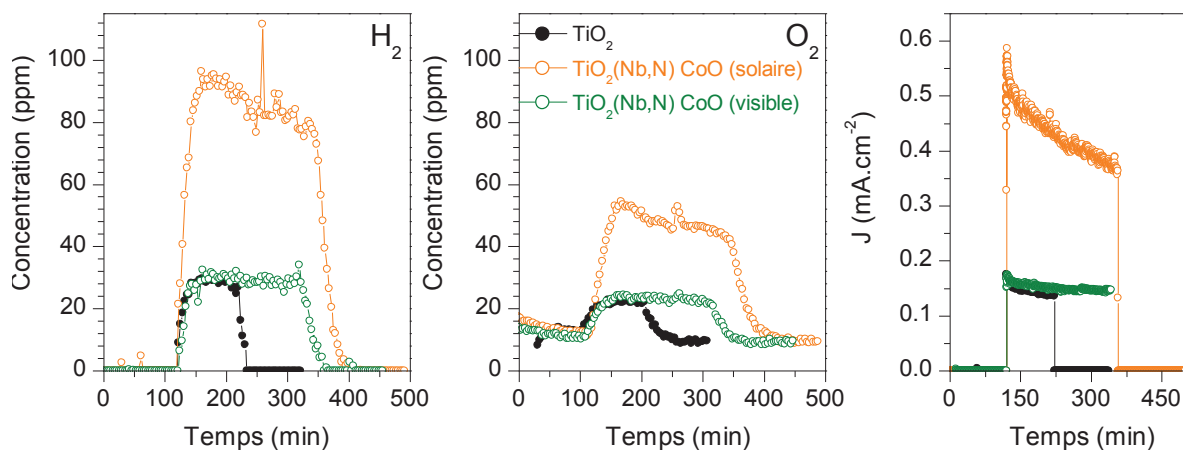 H2
Concentration (ppm)
120
100
80
60
40
20
0
0 100 200 300 400 500
Temps (min)
O2
TiO2
TiO2(Nb,N) CoO (solaire)
TiO2(Nb,N) CoO (visible)
Concentration (ppm)
100
80
60
40
20
0
0 100 200 300 400 500
Temps (min)
J (mA.cm-2)
0.6
0.5
0.4
0.3
0.2
0.1
0.0
0 150 300 450
Temps (min)